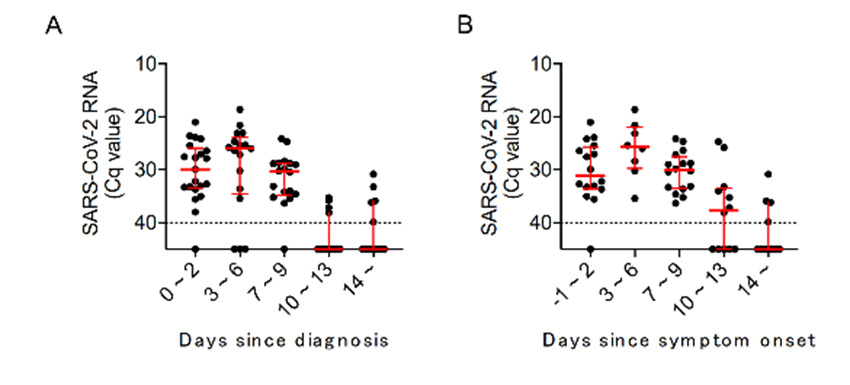 A
SARS-CoV-2 RNA
(Cq value)
10
20
30
40
0 ~ 2
3 ~ 6
7 ~ 9
10 ~ 13
14 ~
Days since diagnosis
B
SARS-CoV-2 RNA
(Cq value)
10
20
30
40
-1 ~ 2
3 ~ 6
7 ~ 9
10 ~ 13
14 ~
Days since symptom onset